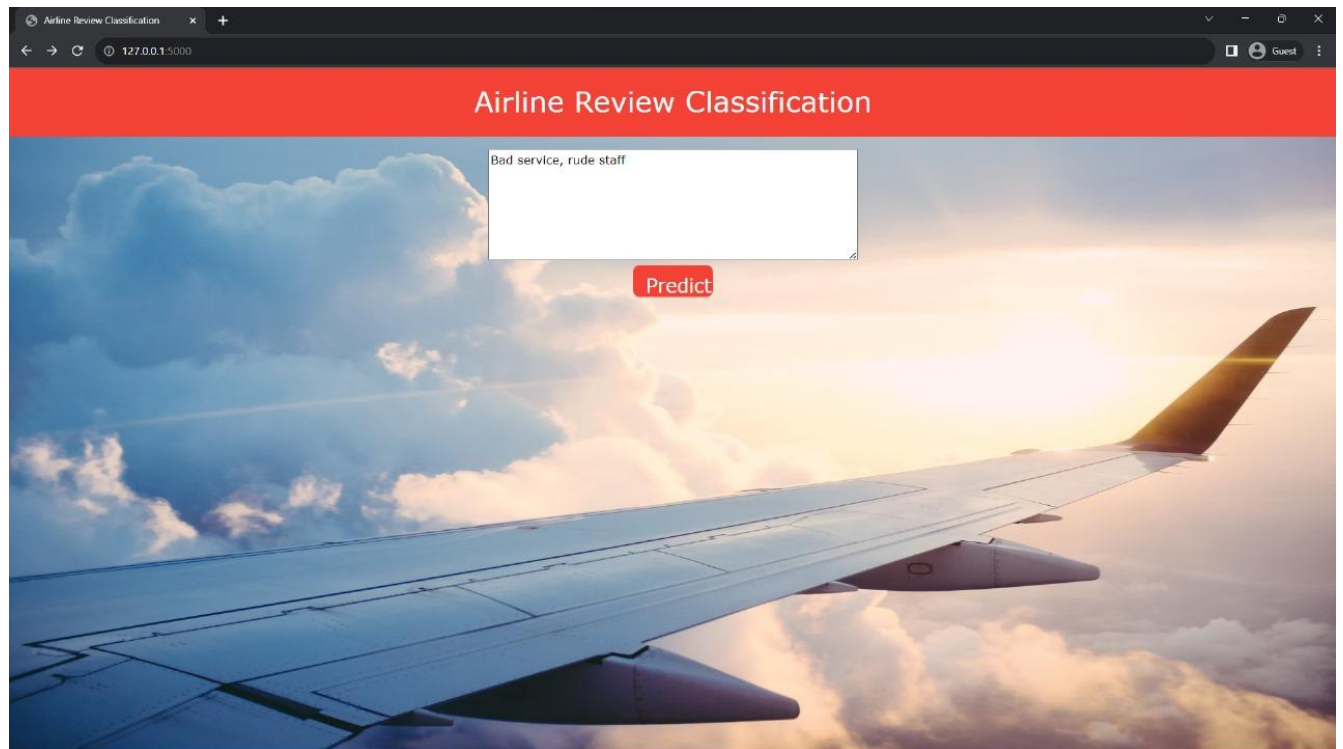 Airline Review Classification
127.0.0.1:5000
Guest
Airline Review Classification
Bad service, rude staff
Predict